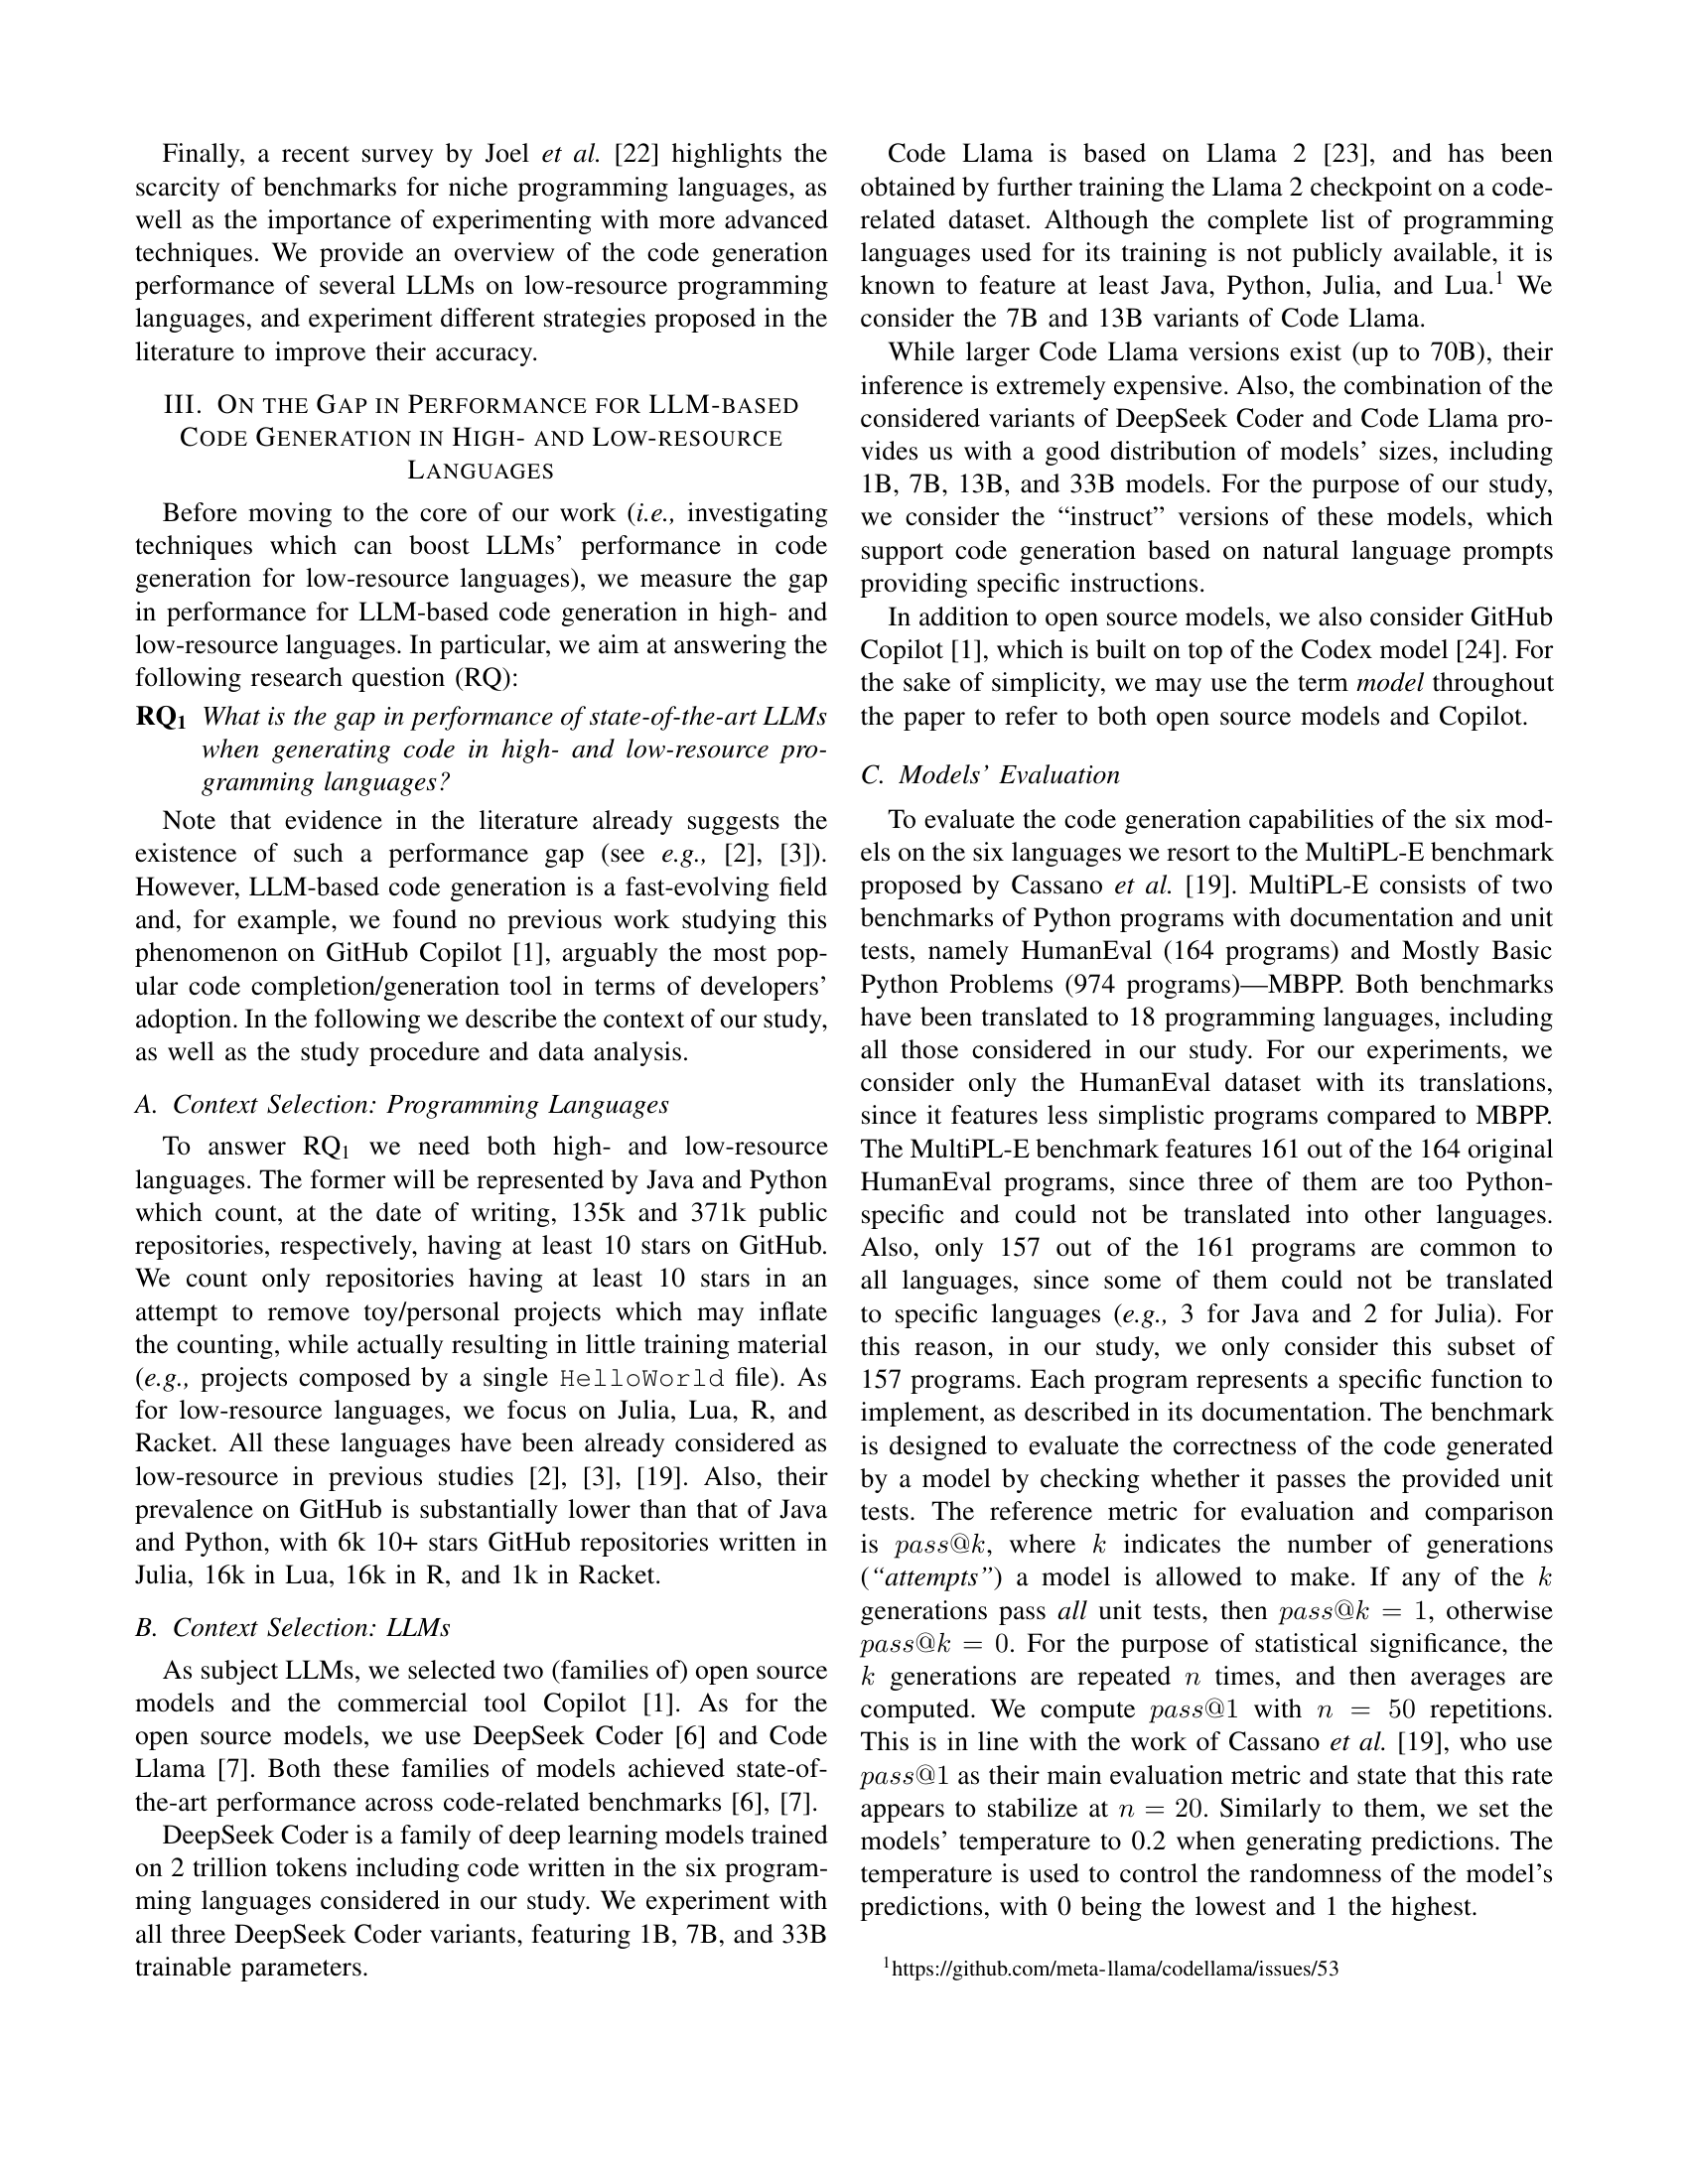 Finally, a recent survey by Joel et al. [22] highlights the
scarcity of benchmarks for niche programming languages, as
well as the importance of experimenting with more advanced
techniques. We provide an overview of the code generation
performance of several LLMs on low-resource programming
languages, and experiment different strategies proposed in the
literature to improve their accuracy.
III. ON THE GAP IN PERFORMANCE FOR LLM-BASED
CODE GENERATION IN HIGH- AND LOW-RESOURCE
LANGUAGES
Before moving to the core of our work (i.e., investigating
techniques which can boost LLMs' performance in code
generation for low-resource languages), we measure the gap
in performance for LLM-based code generation in high- and
low-resource languages. In particular, we aim at answering the
following research question (RQ):
RQ1 What is the gap in performance of state-of-the-art LLMs
when generating code in high- and low-resource pro-
gramming languages?
Note that evidence in the literature already suggests the
existence of such a performance gap (see e.g., [2], [3]).
However, LLM-based code generation is a fast-evolving field
and, for example, we found no previous work studying this
phenomenon on GitHub Copilot [1], arguably the most pop-
ular code completion/generation tool in terms of developers'
adoption. In the following we describe the context of our study,
as well as the study procedure and data analysis.
A. Context Selection: Programming Languages
To answer RQ1 we need both high- and low-resource
languages. The former will be represented by Java and Python
which count, at the date of writing, 135k and 371k public
repositories, respectively, having at least 10 stars on GitHub.
We count only repositories having at least 10 stars in an
attempt to remove toy/personal projects which may inflate
the counting, while actually resulting in little training material
(e.g., projects composed by a single HelloWorld file). As
for low-resource languages, we focus on Julia, Lua, R, and
Racket. All these languages have been already considered as
low-resource in previous studies [2], [3], [19]. Also, their
prevalence on GitHub is substantially lower than that of Java
and Python, with 6k 10+ stars GitHub repositories written in
Julia, 16k in Lua, 16k in R, and 1k in Racket.
B. Context Selection: LLMs
As subject LLMs, we selected two (families of) open source
models and the commercial tool Copilot [1]. As for the
open source models, we use DeepSeek Coder [6] and Code
Llama [7]. Both these families of models achieved state-of-
the-art performance across code-related benchmarks [6], [7].
DeepSeek Coder is a family of deep learning models trained
on 2 trillion tokens including code written in the six program-
ming languages considered in our study. We experiment with
all three DeepSeek Coder variants, featuring 1B, 7B, and 33B
trainable parameters.
Code Llama is based on Llama 2 [23], and has been
obtained by further training the Llama 2 checkpoint on a code-
related dataset. Although the complete list of programming
languages used for its training is not publicly available, it is
known to feature at least Java, Python, Julia, and Lua.1 We
consider the 7B and 13B variants of Code Llama.
While larger Code Llama versions exist (up to 70B), their
inference is extremely expensive. Also, the combination of the
considered variants of DeepSeek Coder and Code Llama pro-
vides us with a good distribution of models' sizes, including
1B, 7B, 13B, and 33B models. For the purpose of our study,
we consider the “instruct” versions of these models, which
support code generation based on natural language prompts
providing specific instructions.
In addition to open source models, we also consider GitHub
Copilot [1], which is built on top of the Codex model [24]. For
the sake of simplicity, we may use the term model throughout
the paper to refer to both open source models and Copilot.
C. Models' Evaluation
To evaluate the code generation capabilities of the six mod-
els on the six languages we resort to the MultiPL-E benchmark
proposed by Cassano et al. [19]. MultiPL-E consists of two
benchmarks of Python programs with documentation and unit
tests, namely HumanEval (164 programs) and Mostly Basic
Python Problems (974 programs)—MBPP. Both benchmarks
have been translated to 18 programming languages, including
all those considered in our study. For our experiments, we
consider only the HumanEval dataset with its translations,
since it features less simplistic programs compared to MBPP.
The MultiPL-E benchmark features 161 out of the 164 original
HumanEval programs, since three of them are too Python-
specific and could not be translated into other languages.
Also, only 157 out of the 161 programs are common to
all languages, since some of them could not be translated
to specific languages (e.g., 3 for Java and 2 for Julia). For
this reason, in our study, we only consider this subset of
157 programs. Each program represents a specific function to
implement, as described in its documentation. The benchmark
is designed to evaluate the correctness of the code generated
by a model by checking whether it passes the provided unit
tests. The reference metric for evaluation and comparison
is pass@k, where k indicates the number of generations
(“attempts”) a model is allowed to make. If any of the k
generations pass all unit tests, then pass@k = 1, otherwise
pass@k = 0. For the purpose of statistical significance, the
k generations are repeated n times, and then averages are
computed. We compute pass@1 with n = 50 repetitions.
This is in line with the work of Cassano et al. [19], who use
pass@1 as their main evaluation metric and state that this rate
appears to stabilize at n = 20. Similarly to them, we set the
models' temperature to 0.2 when generating predictions. The
temperature is used to control the randomness of the model's
predictions, with 0 being the lowest and 1 the highest.
1https://github.com/meta-llama/codellama/issues/53